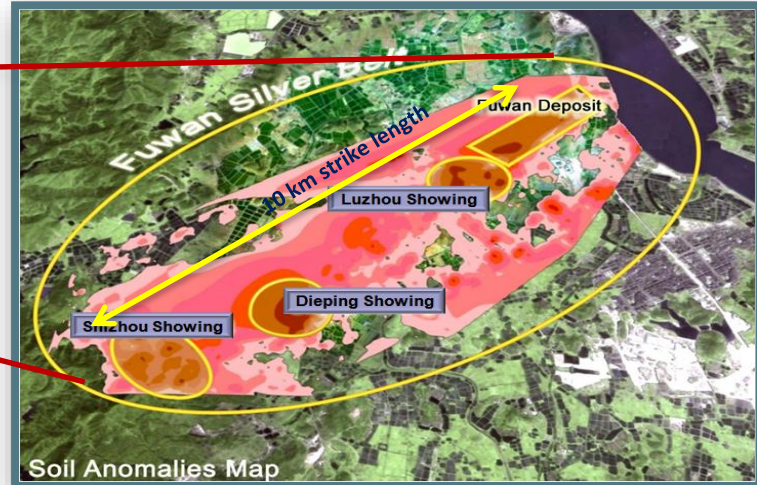 Fuwan Silver Belt
Fuwan Deposit
10 km strike length
Luzhou Showing
Dieping Showing
Shizhou Showing
Soil Anomalies Map